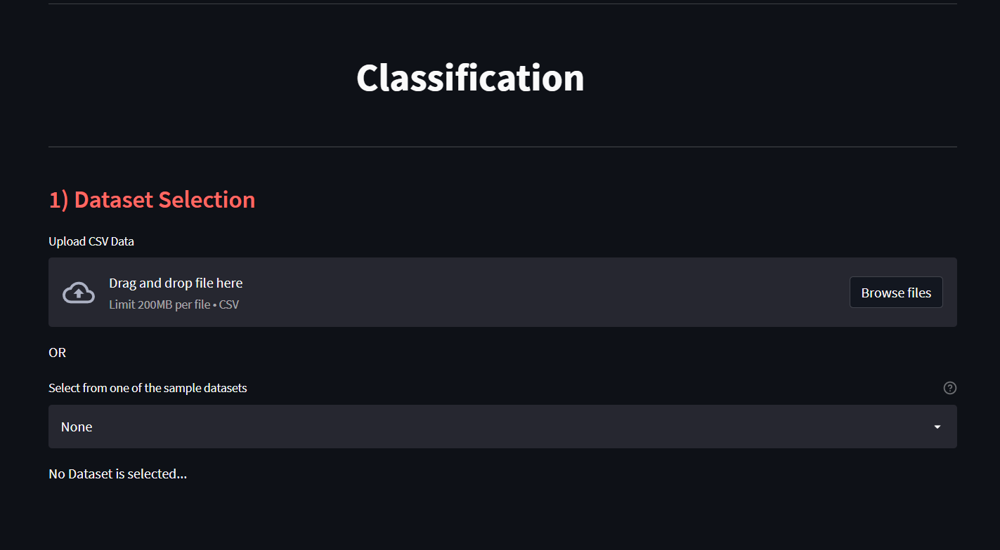 Classification
1) Dataset Selection
Upload CSV Data
Drag and drop file here
Limit 200MB per file • CSV
Browse files
OR
Select from one of the sample datasets
?
None
No Dataset is selected...